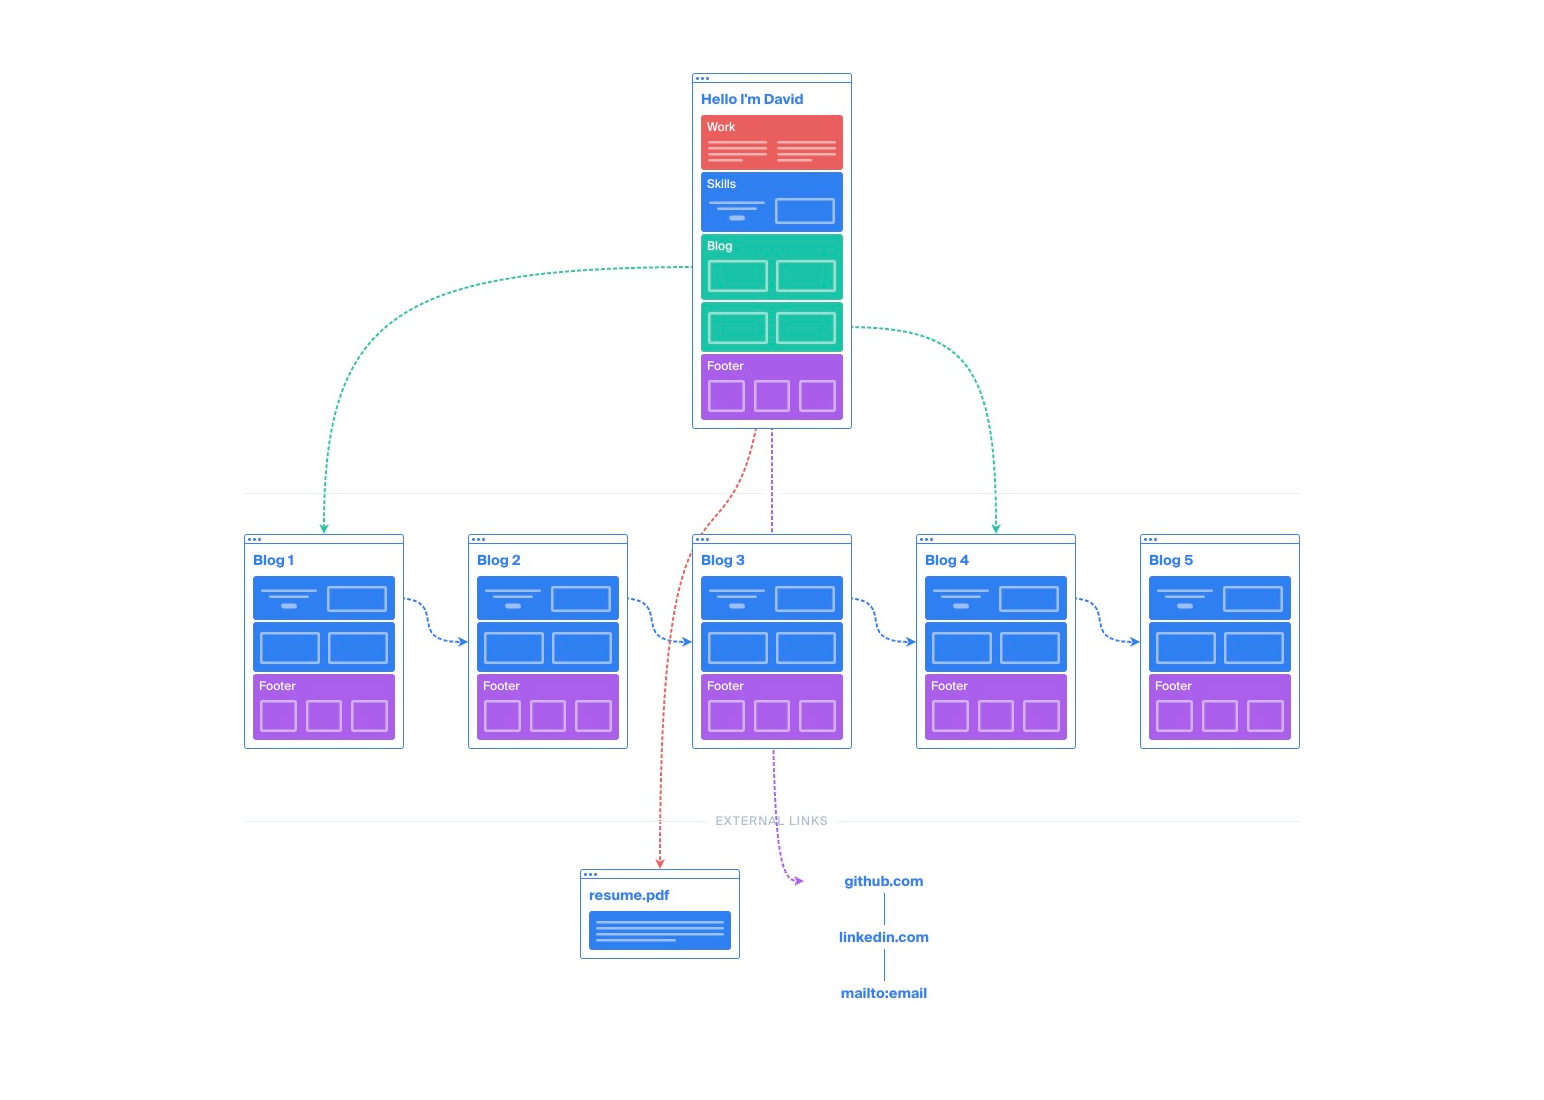 Hello I'm David
Work
Skills
Blog
Footer
Blog 1
Blog 2
Blog 3
Blog 4
Blog 5
Footer
Footer
Footer
Footer
Footer
EXTERNAL LINKS
resume.pdf
github.com
linkedin.com
mailto:email